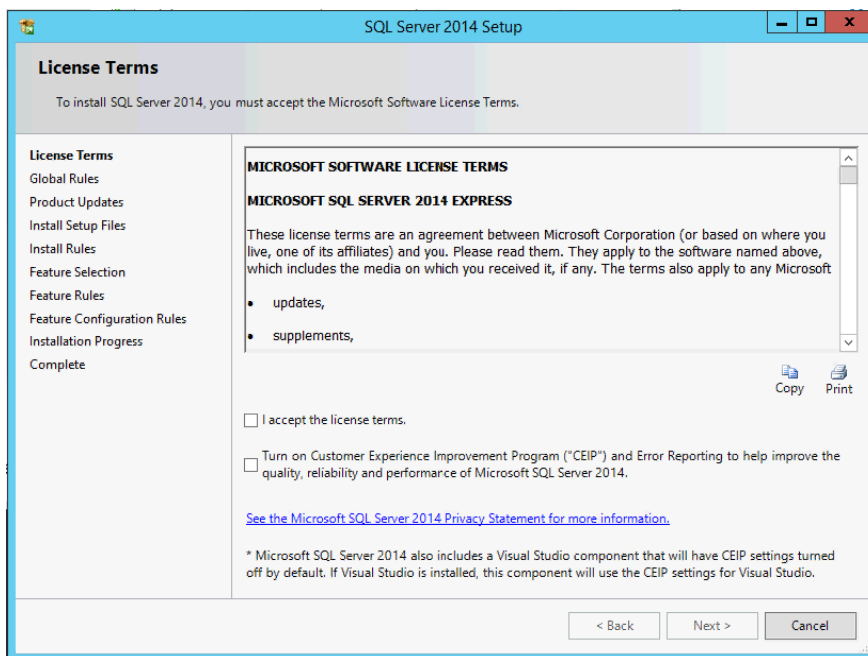 SQL Server 2014 Setup
License Terms
To install SQL Server 2014, you must accept the Microsoft Software License Terms.
License Terms
Global Rules
Product Updates
Install Setup Files
Install Rules
Feature Selection
Feature Rules
Feature Configuration Rules
Installation Progress
Complete
MICROSOFT SOFTWARE LICENSE TERMS
MICROSOFT SQL SERVER 2014 EXPRESS
These license terms are an agreement between Microsoft Corporation (or based on where you
live, one of its affiliates) and you. Please read them. They apply to the software named above,
which includes the media on which you received it, if any. The terms also apply to any Microsoft
• updates,
• supplements,
Copy Print
I accept the license terms.
Turn on Customer Experience Improvement Program ("CEIP") and Error Reporting to help improve the
quality, reliability and performance of Microsoft SQL Server 2014.
See the Microsoft SQL Server 2014 Privacy Statement for more information.
* Microsoft SQL Server 2014 also includes a Visual Studio component that will have CEIP settings turned
off by default. If Visual Studio is installed, this component will use the CEIP settings for Visual Studio.
< Back Next > Cancel